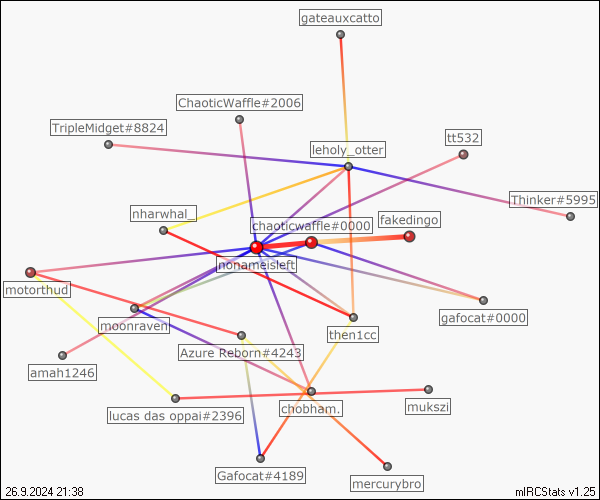 gateauxcatto
ChaoticWaffle#2006
TripleMidget#8824
tt532
leholy_otter
Thinker#5995
nharwhal_
chaoticwaffle#0000
fakedingo
nonameisleft
motorthud
gafocat#0000
moonraven
then1cc
Azure Reborn#4243
amah1246
mukszi
chobham.
lucas das oppai#2396
Gafocat#4189
mercurybro
26.9.2024 21:38
mIRCStats v1.25